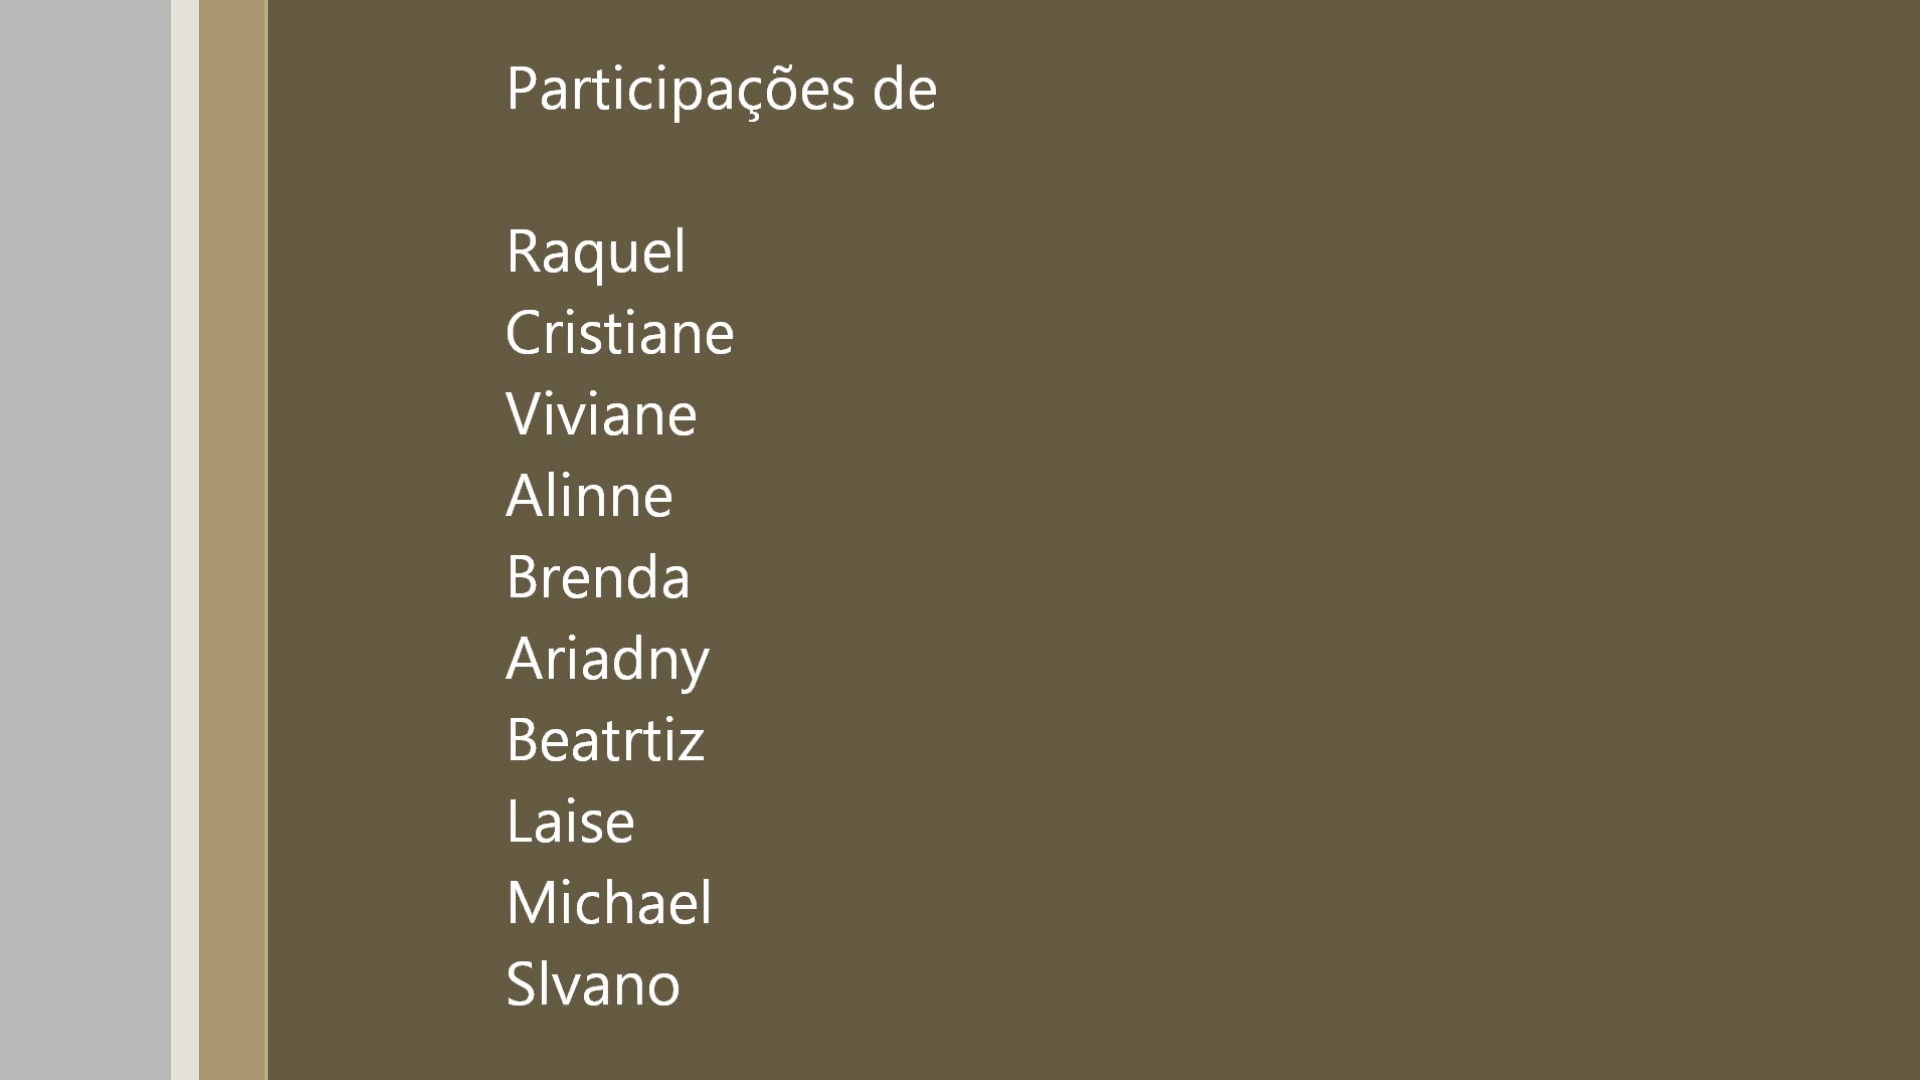 Participações de
Raquel
Cristiane
Viviane
Alinne
Brenda
Ariadny
Beatrtiz
Laise
Michael
Slvano